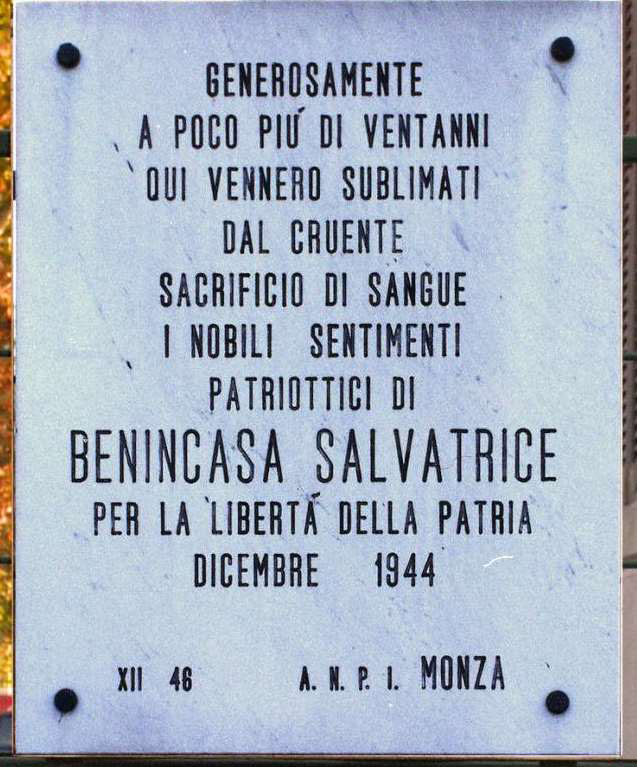 GENEROSAMENTE
A POCO PIÚ DI VENTANNI
QUI VENNERO SUBLIMATI
DAL CRUENTE
SACRIFICIO DI SANGUE
I NOBILI SENTIMENTI
PATRIOTTICI DI
BENINCASA SALVATRICE
PER LA LIBERTÁ DELLA PATRIA
DICEMBRE 1944
XII 46 A. N. P. I. MONZA